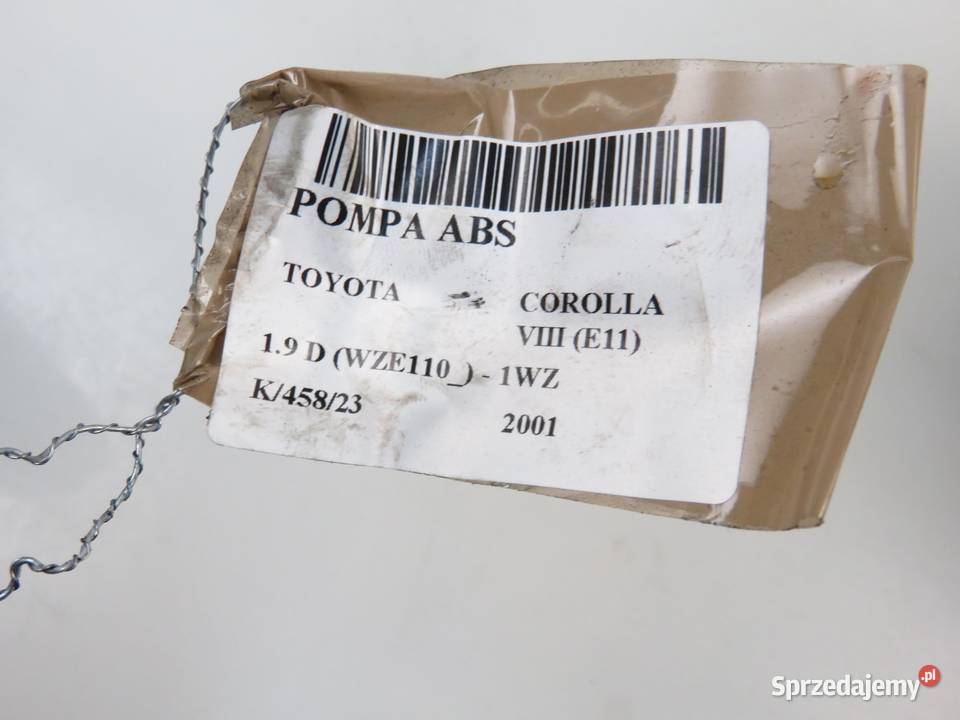 POMPA ABS
TOYOTA COROLLA
VIII (E11)
1.9 D (WZE110_) - 1WZ
K/458/23 2001
Sprzedajemy.pl